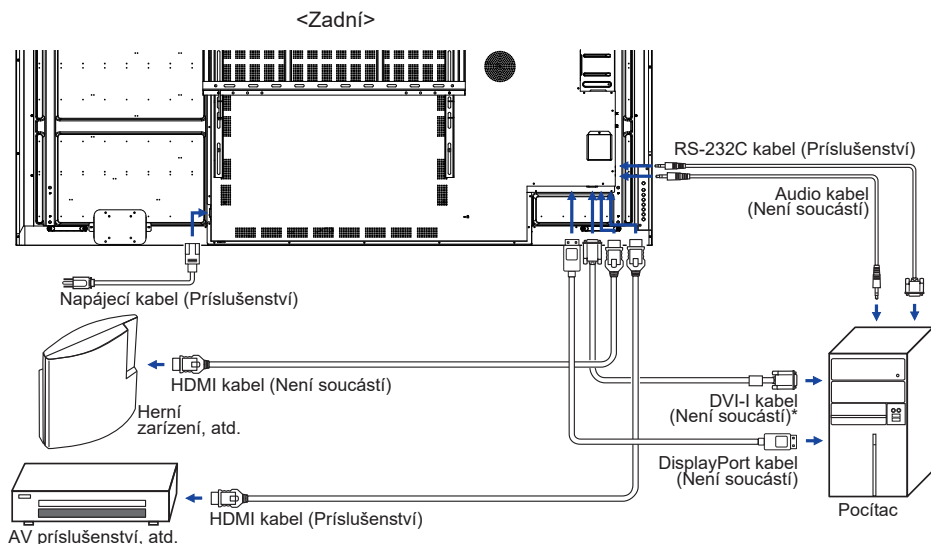 <Zadní>
RS-232C kabel (Príslušenství)
Audio kabel
(Není soucástí)
Napájecí kabel (Príslušenství)
HDMI kabel (Není soucástí)
Herní
zarízení, atd.
DVI-I kabel
(Není soucástí)*
DisplayPort kabel
(Není soucástí)
HDMI kabel (Príslušenství)
Pocítac
AV príslušenství, atd.